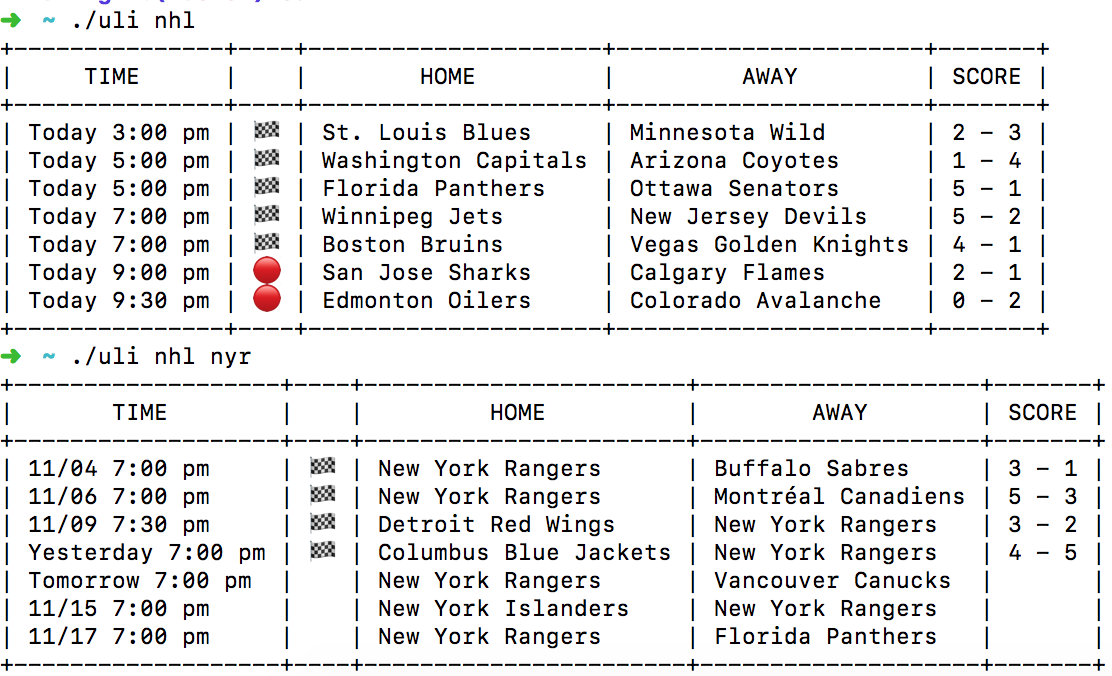 ➜ ~ ./uli nhl
+---------------+----+---------------------+----------------------+-------+
| TIME | | HOME | AWAY | SCORE |
+---------------+----+---------------------+----------------------+-------+
| Today 3:00 pm | 🏁 | St. Louis Blues | Minnesota Wild | 2 - 3 |
| Today 5:00 pm | 🏁 | Washington Capitals | Arizona Coyotes | 1 - 4 |
| Today 5:00 pm | 🏁 | Florida Panthers | Ottawa Senators | 5 - 1 |
| Today 7:00 pm | 🏁 | Winnipeg Jets | New Jersey Devils | 5 - 2 |
| Today 7:00 pm | 🏁 | Boston Bruins | Vegas Golden Knights | 4 - 1 |
| Today 9:00 pm | 🔴 | San Jose Sharks | Calgary Flames | 2 - 1 |
| Today 9:30 pm | 🔴 | Edmonton Oilers | Colorado Avalanche | 0 - 2 |
+---------------+----+---------------------+----------------------+-------+
➜ ~ ./uli nhl nyr
+-------------------+----+-----------------------+--------------------+-------+
| TIME | | HOME | AWAY | SCORE |
+-------------------+----+-----------------------+--------------------+-------+
| 11/04 7:00 pm | 🏁 | New York Rangers | Buffalo Sabres | 3 - 1 |
| 11/06 7:00 pm | 🏁 | New York Rangers | Montréal Canadiens | 5 - 3 |
| 11/09 7:30 pm | 🏁 | Detroit Red Wings | New York Rangers | 3 - 2 |
| Yesterday 7:00 pm | 🏁 | Columbus Blue Jackets | New York Rangers | 4 - 5 |
| Tomorrow 7:00 pm | | New York Rangers | Vancouver Canucks | |
| 11/15 7:00 pm | | New York Islanders | New York Rangers | |
| 11/17 7:00 pm | | New York Rangers | Florida Panthers | |
+-------------------+----+-----------------------+--------------------+-------+